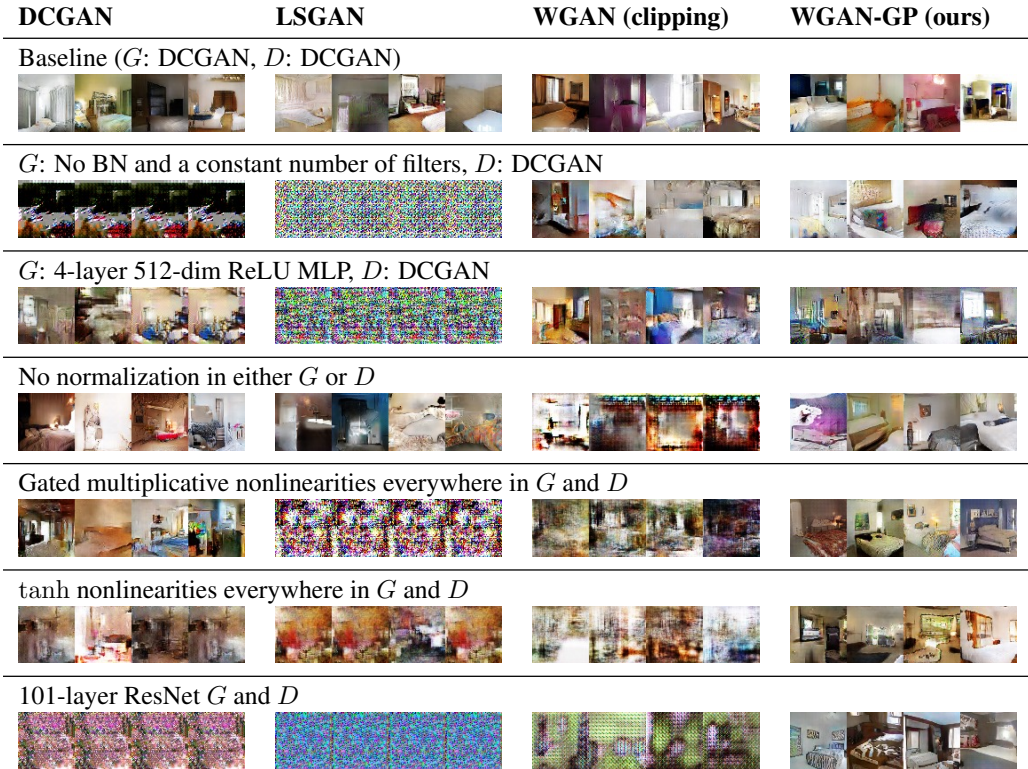 DCGAN LSGAN WGAN (clipping) WGAN-GP (ours)
Baseline (G: DCGAN, D: DCGAN)
G: No BN and a constant number of filters, D: DCGAN
G: 4-layer 512-dim ReLU MLP, D: DCGAN
No normalization in either G or D
Gated multiplicative nonlinearities everywhere in G and D
tanh nonlinearities everywhere in G and D
101-layer ResNet G and D